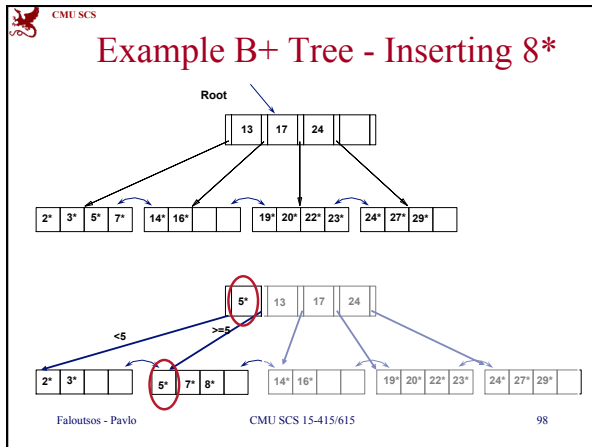 CMU SCS
Example B+ Tree - Inserting 8*
Root
13 17 24
2* 3* 5* 7* 14* 16* 19* 20* 22* 23* 24* 27* 29*
5* 13 17 24
<5 >=5
2* 3* 5* 7* 8* 14* 16* 19* 20* 22* 23* 24* 27* 29*
Faloutsos - Pavlo CMU SCS 15-415/615 98